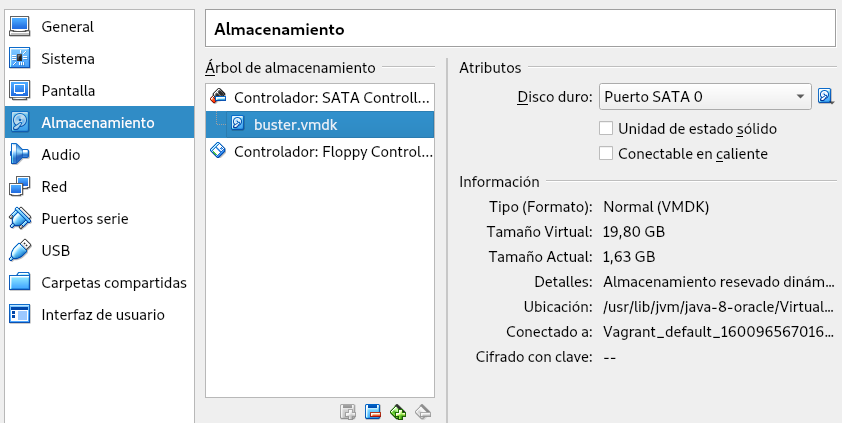 General
Sistema
Pantalla
Almacenamiento
Audio
Red
Puertos serie
USB
Carpetas compartidas
Interfaz de usuario
Almacenamiento
Árbol de almacenamiento
Controlador: SATA Controll...
buster.vmdk
Controlador: Floppy Control...
Atributos
Disco duro: Puerto SATA 0
Unidad de estado sólido
Conectable en caliente
Información
Tipo (Formato): Normal (VMDK)
Tamaño Virtual: 19,80 GB
Tamaño Actual: 1,63 GB
Detalles: Almacenamiento resevado dinám...
Ubicación: /usr/lib/jvm/java-8-oracle/Virtual...
Conectado a: Vagrant_default_160096567016...
Cifrado con clave: --